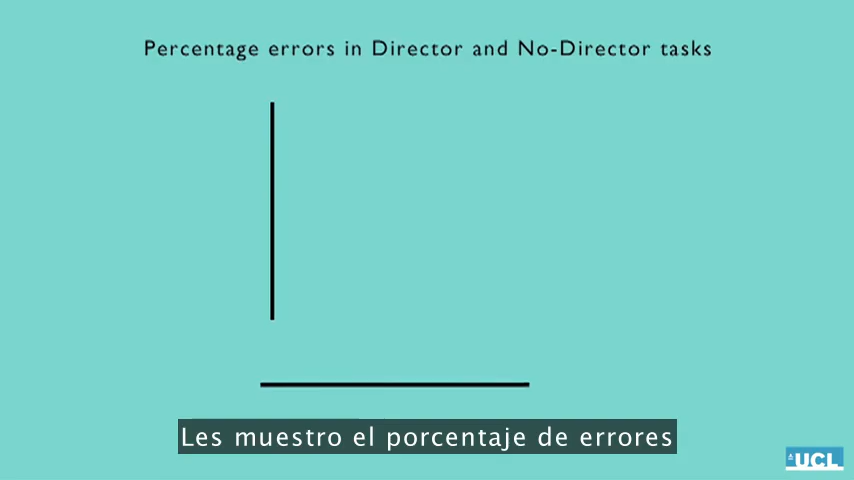 Percentage errors in Director and No-Director tasks
Les muestro el porcentaje de errores
UCL